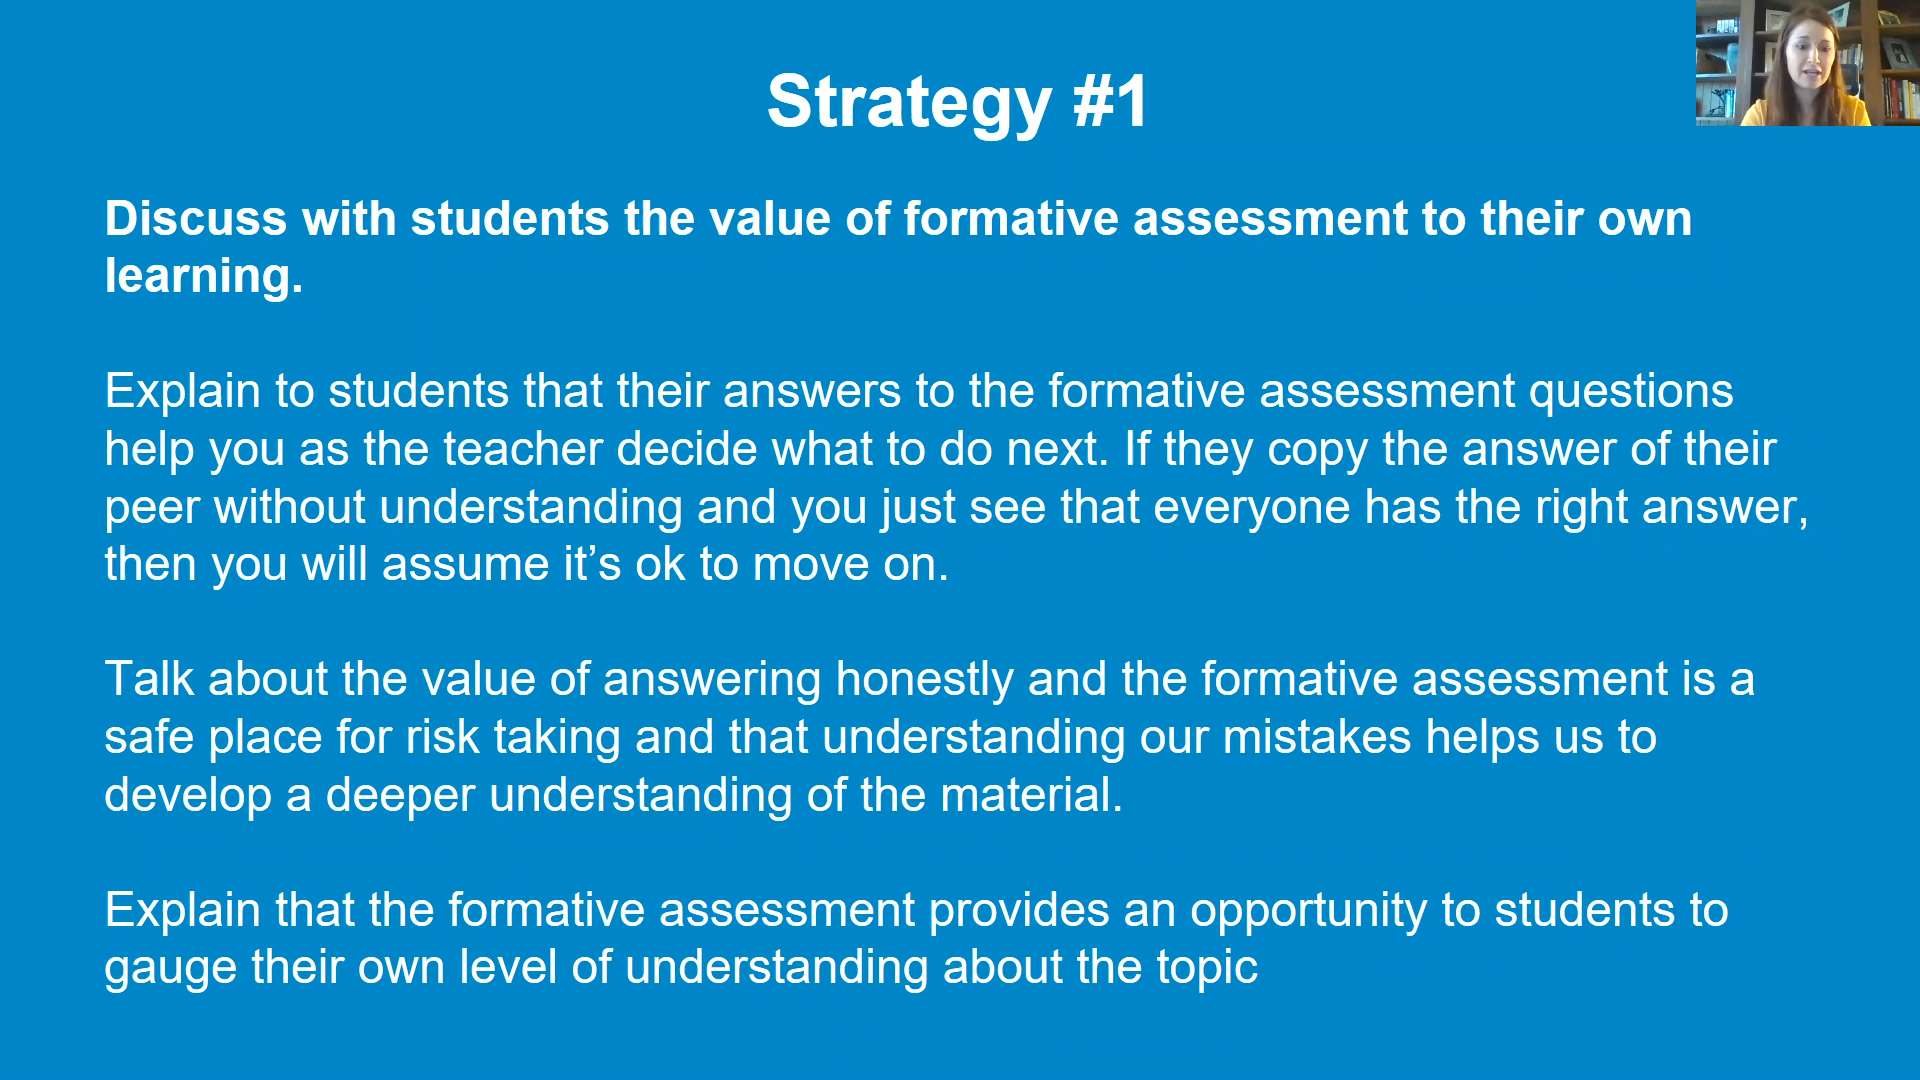 Strategy #1
Discuss with students the value of formative assessment to their own
learning.
Explain to students that their answers to the formative assessment questions
help you as the teacher decide what to do next. If they copy the answer of their
peer without understanding and you just see that everyone has the right answer,
then you will assume it’s ok to move on.
Talk about the value of answering honestly and the formative assessment is a
safe place for risk taking and that understanding our mistakes helps us to
develop a deeper understanding of the material.
Explain that the formative assessment provides an opportunity to students to
gauge their own level of understanding about the topic